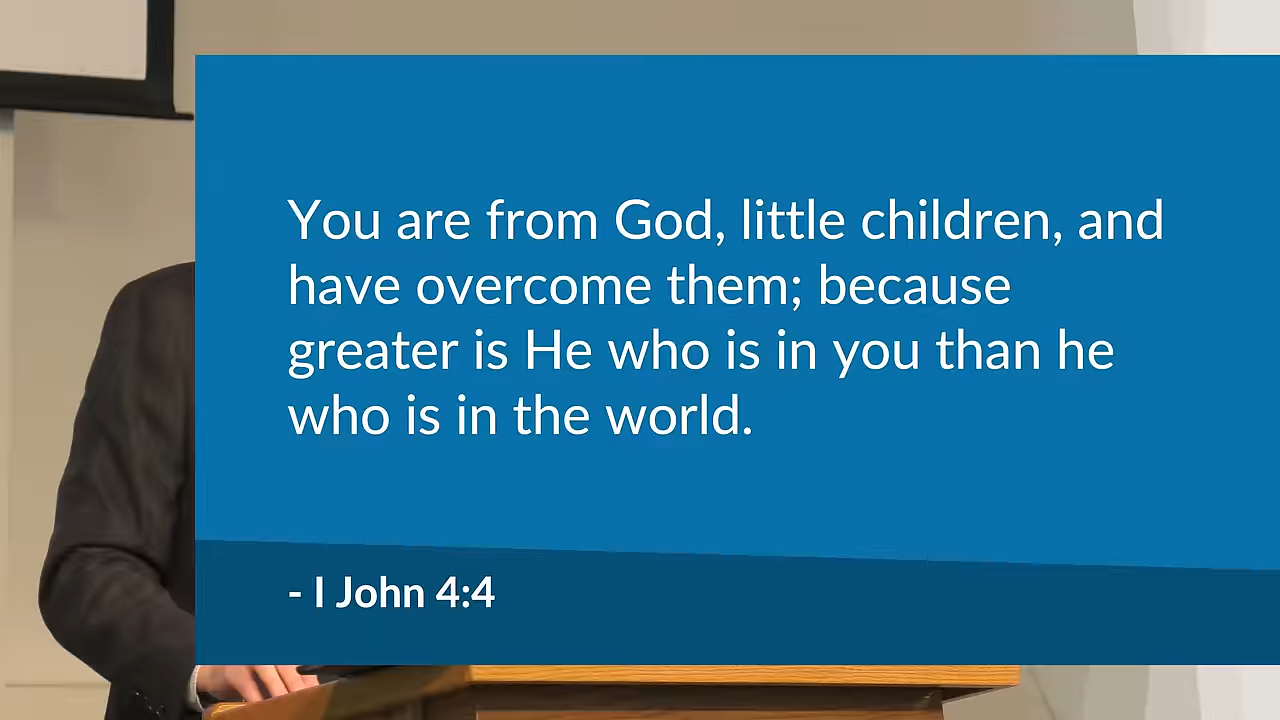 You are from God, little children, and
have overcome them; because
greater is He who is in you than he
who is in the world.
- I John 4:4